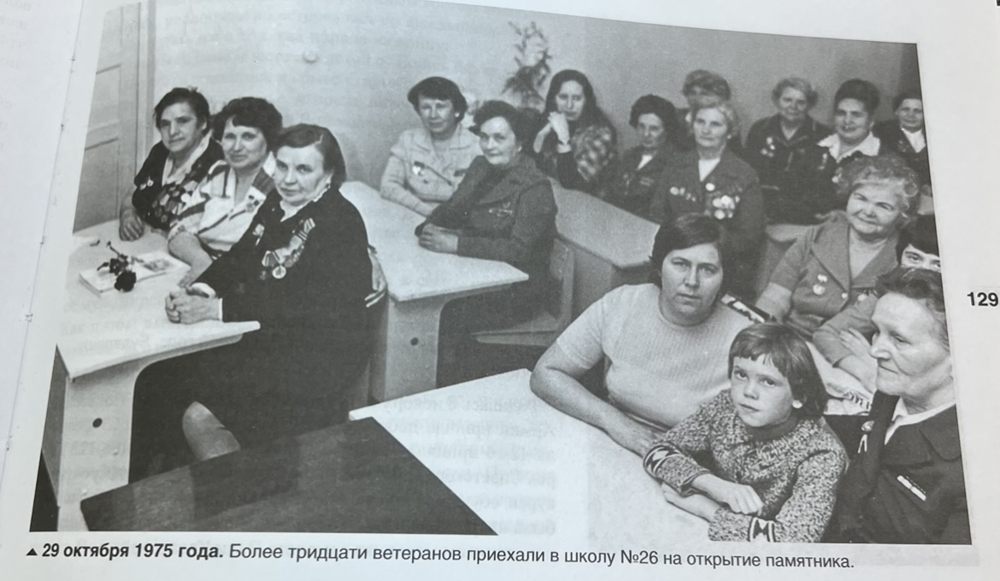 129
▲ 29 октября 1975 года. Более тридцати ветеранов приехали в школу №26 на открытие памятника.